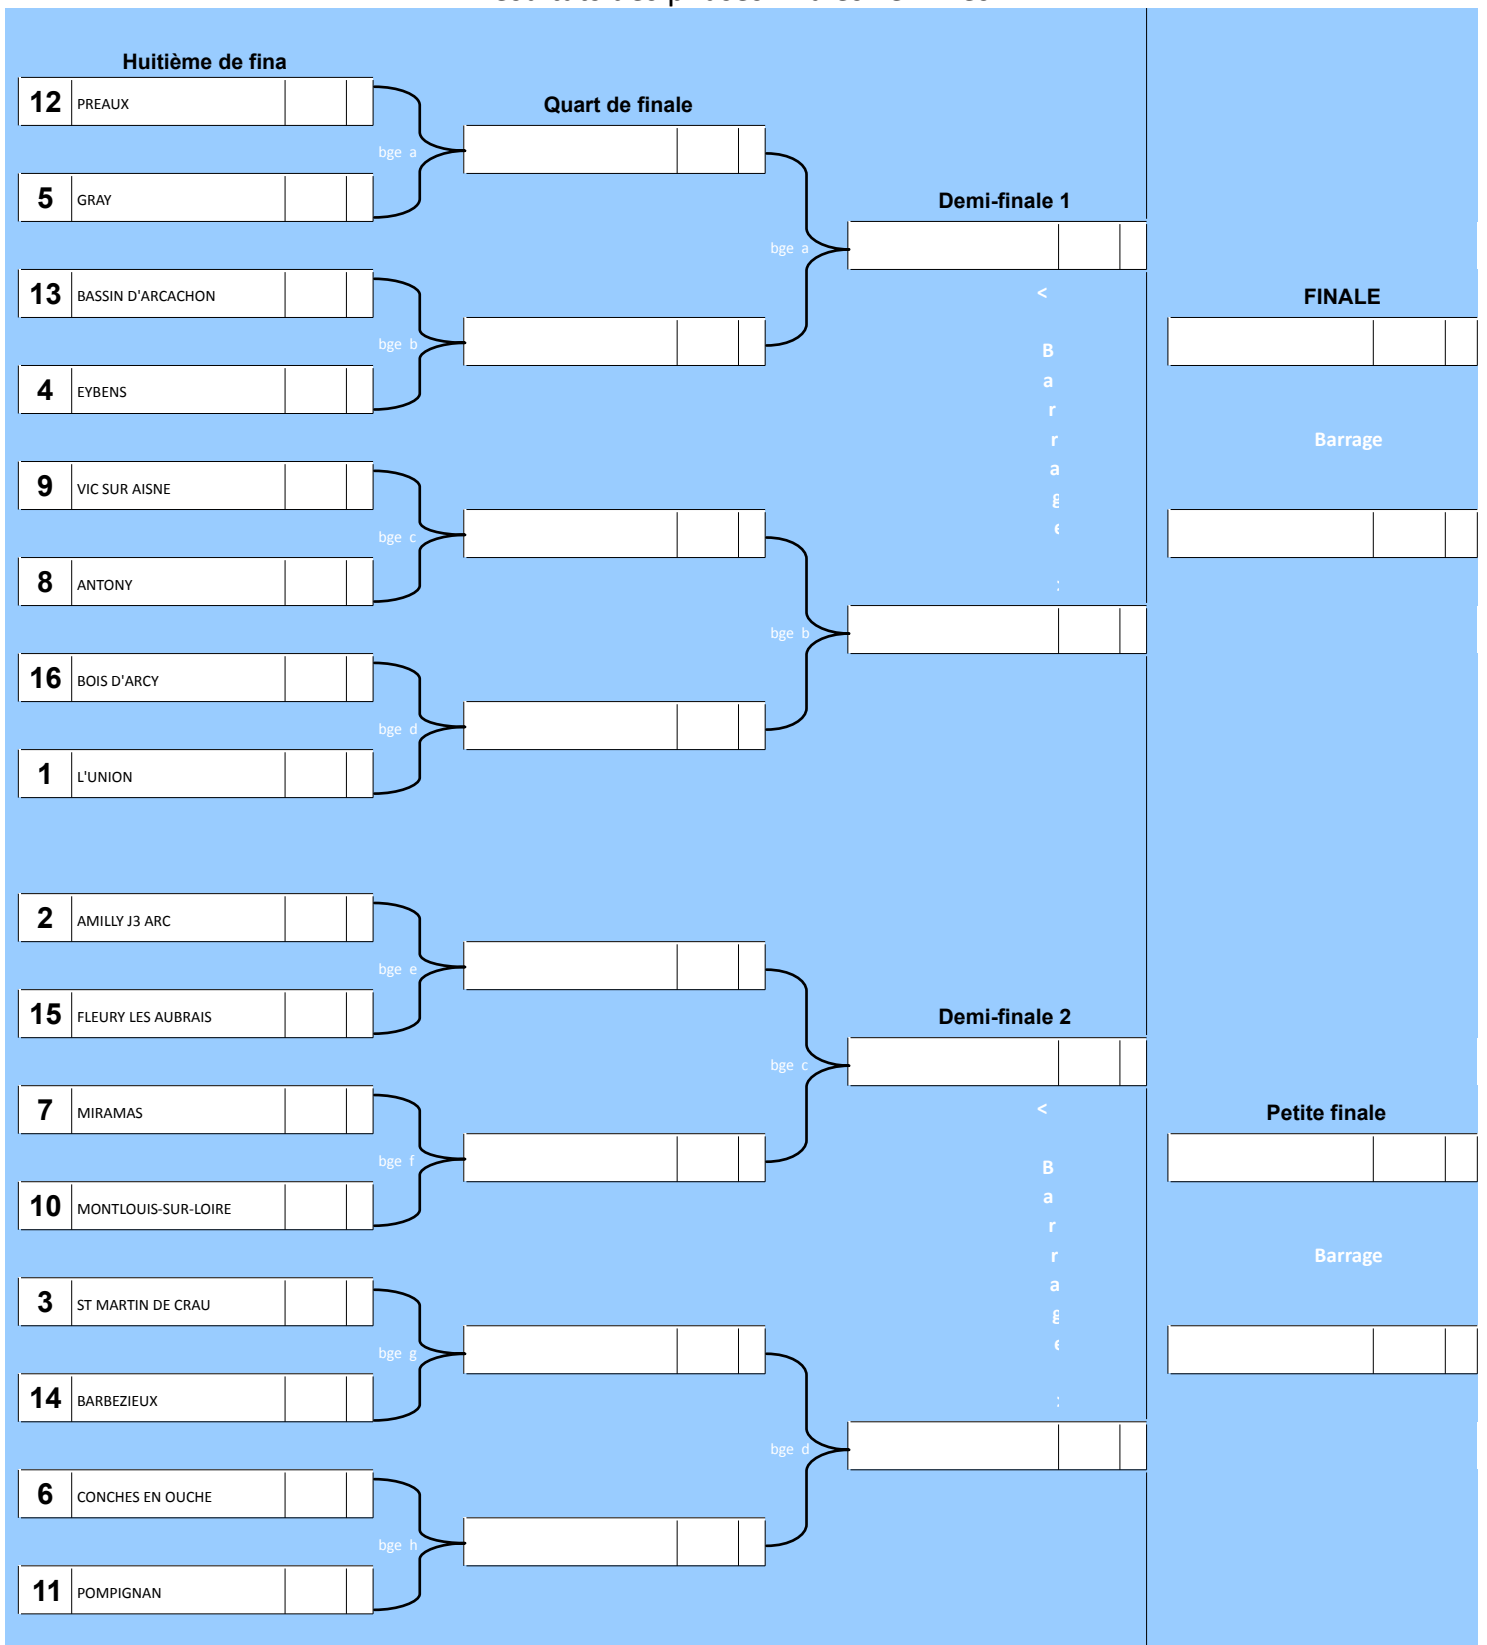 Huitième de fina
12 PREAUX
Quart de finale
bge a
5 GRAY
Demi-finale 1
bge a
13 BASSIN D'ARCACHON
<
FINALE
bge b
B
a
r
r
a
g
e
:
4 EYBENS
Barrage
9 VIC SUR AISNE
bge c
8 ANTONY
bge b
16 BOIS D'ARCY
bge d
1 L'UNION
2 AMILLY J3 ARC
bge e
15 FLEURY LES AUBRAIS
Demi-finale 2
bge c
7 MIRAMAS
<
Petite finale
bge f
B
a
r
r
a
g
e
:
10 MONTLOUIS-SUR-LOIRE
Barrage
3 ST MARTIN DE CRAU
bge g
14 BARBEZIEUX
bge d
6 CONCHES EN OUCHE
bge h
11 POMPIGNAN